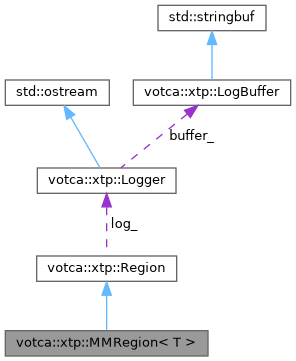 std::stringbuf
std::ostream
votca::xtp::LogBuffer
buffer_
votca::xtp::Logger
log_
votca::xtp::Region
votca::xtp::MMRegion< T >